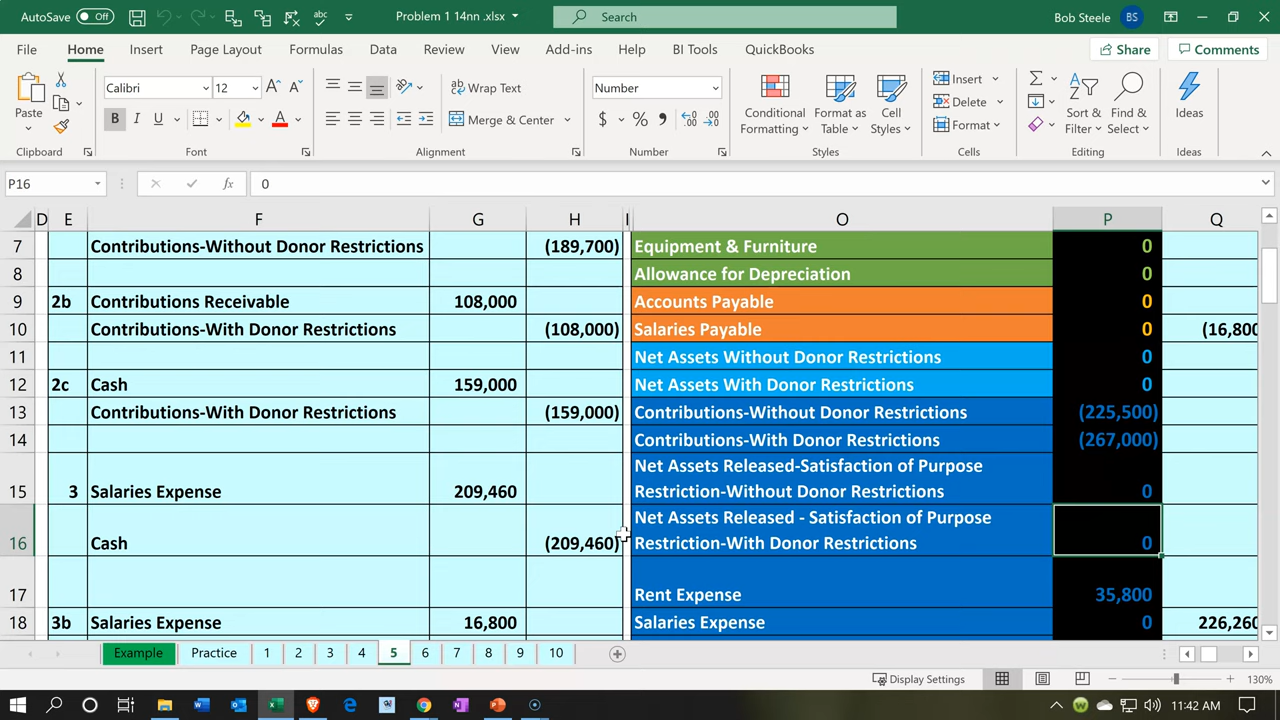 AutoSave Off Problem 1 14nn .xlsx Search Bob Steele BS
File Home Insert Page Layout Formulas Data Review View Add-ins Help BI Tools QuickBooks Share Comments
Calibri 12 Wrap Text Number Insert
Paste B I U Merge & Center $ % Conditional Formatting Format as Table Cell Styles Delete Format Sort & Filter Find & Select Ideas
Clipboard Font Alignment Number Styles Cells Editing Ideas
P16 fx 0
D E F G H I O P Q
7 Contributions-Without Donor Restrictions (189,700) Equipment & Furniture 0
8 Allowance for Depreciation 0
9 2b Contributions Receivable 108,000 Accounts Payable 0
10 Contributions-With Donor Restrictions (108,000) Salaries Payable 0 (16,800
11 Net Assets Without Donor Restrictions 0
12 2c Cash 159,000 Net Assets With Donor Restrictions 0
13 Contributions-With Donor Restrictions (159,000) Contributions-Without Donor Restrictions (225,500)
14 Contributions-With Donor Restrictions (267,000)
Net Assets Released-Satisfaction of Purpose
15 3 Salaries Expense 209,460 Restriction-Without Donor Restrictions 0
Net Assets Released - Satisfaction of Purpose
16 Cash (209,460) Restriction-With Donor Restrictions 0
17 Rent Expense 35,800
18 3b Salaries Expense 16,800 Salaries Expense 0 226,260
Example Practice 1 2 3 4 5 6 7 8 9 10
Display Settings 130%
11:42 AM